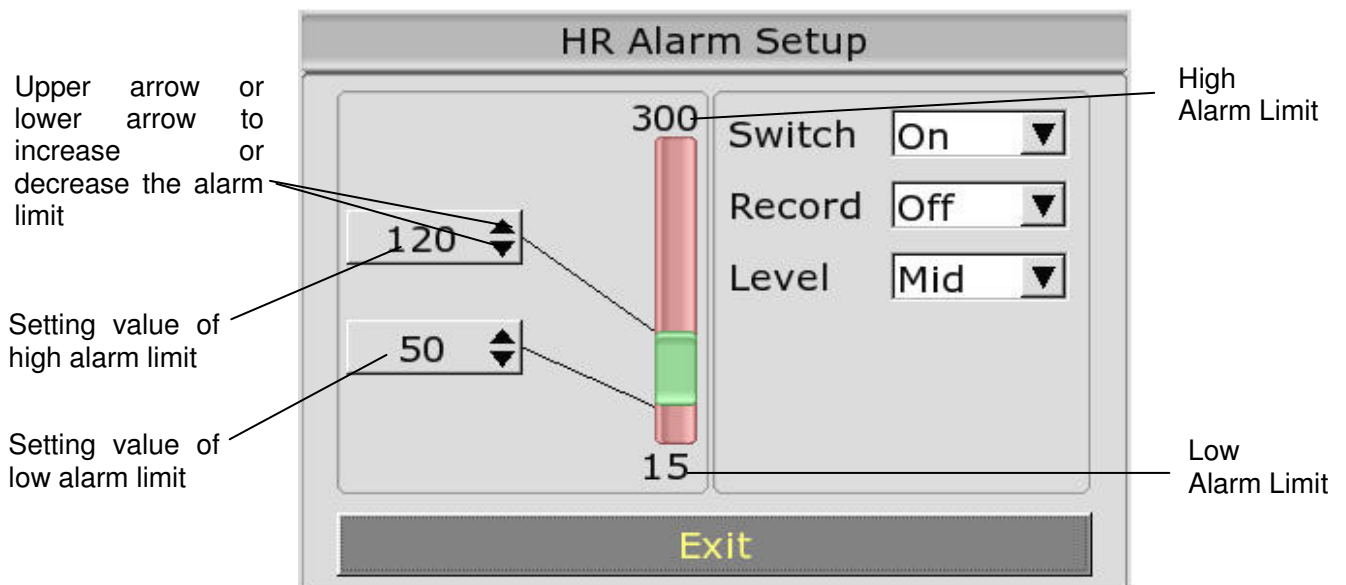 HR Alarm Setup
Upper arrow or
lower arrow to
increase or
decrease the alarm
limit
Setting value of
high alarm limit
Setting value of
low alarm limit
120
50
300
15
Switch On
Record Off
Level Mid
High
Alarm Limit
Low
Alarm Limit
Exit